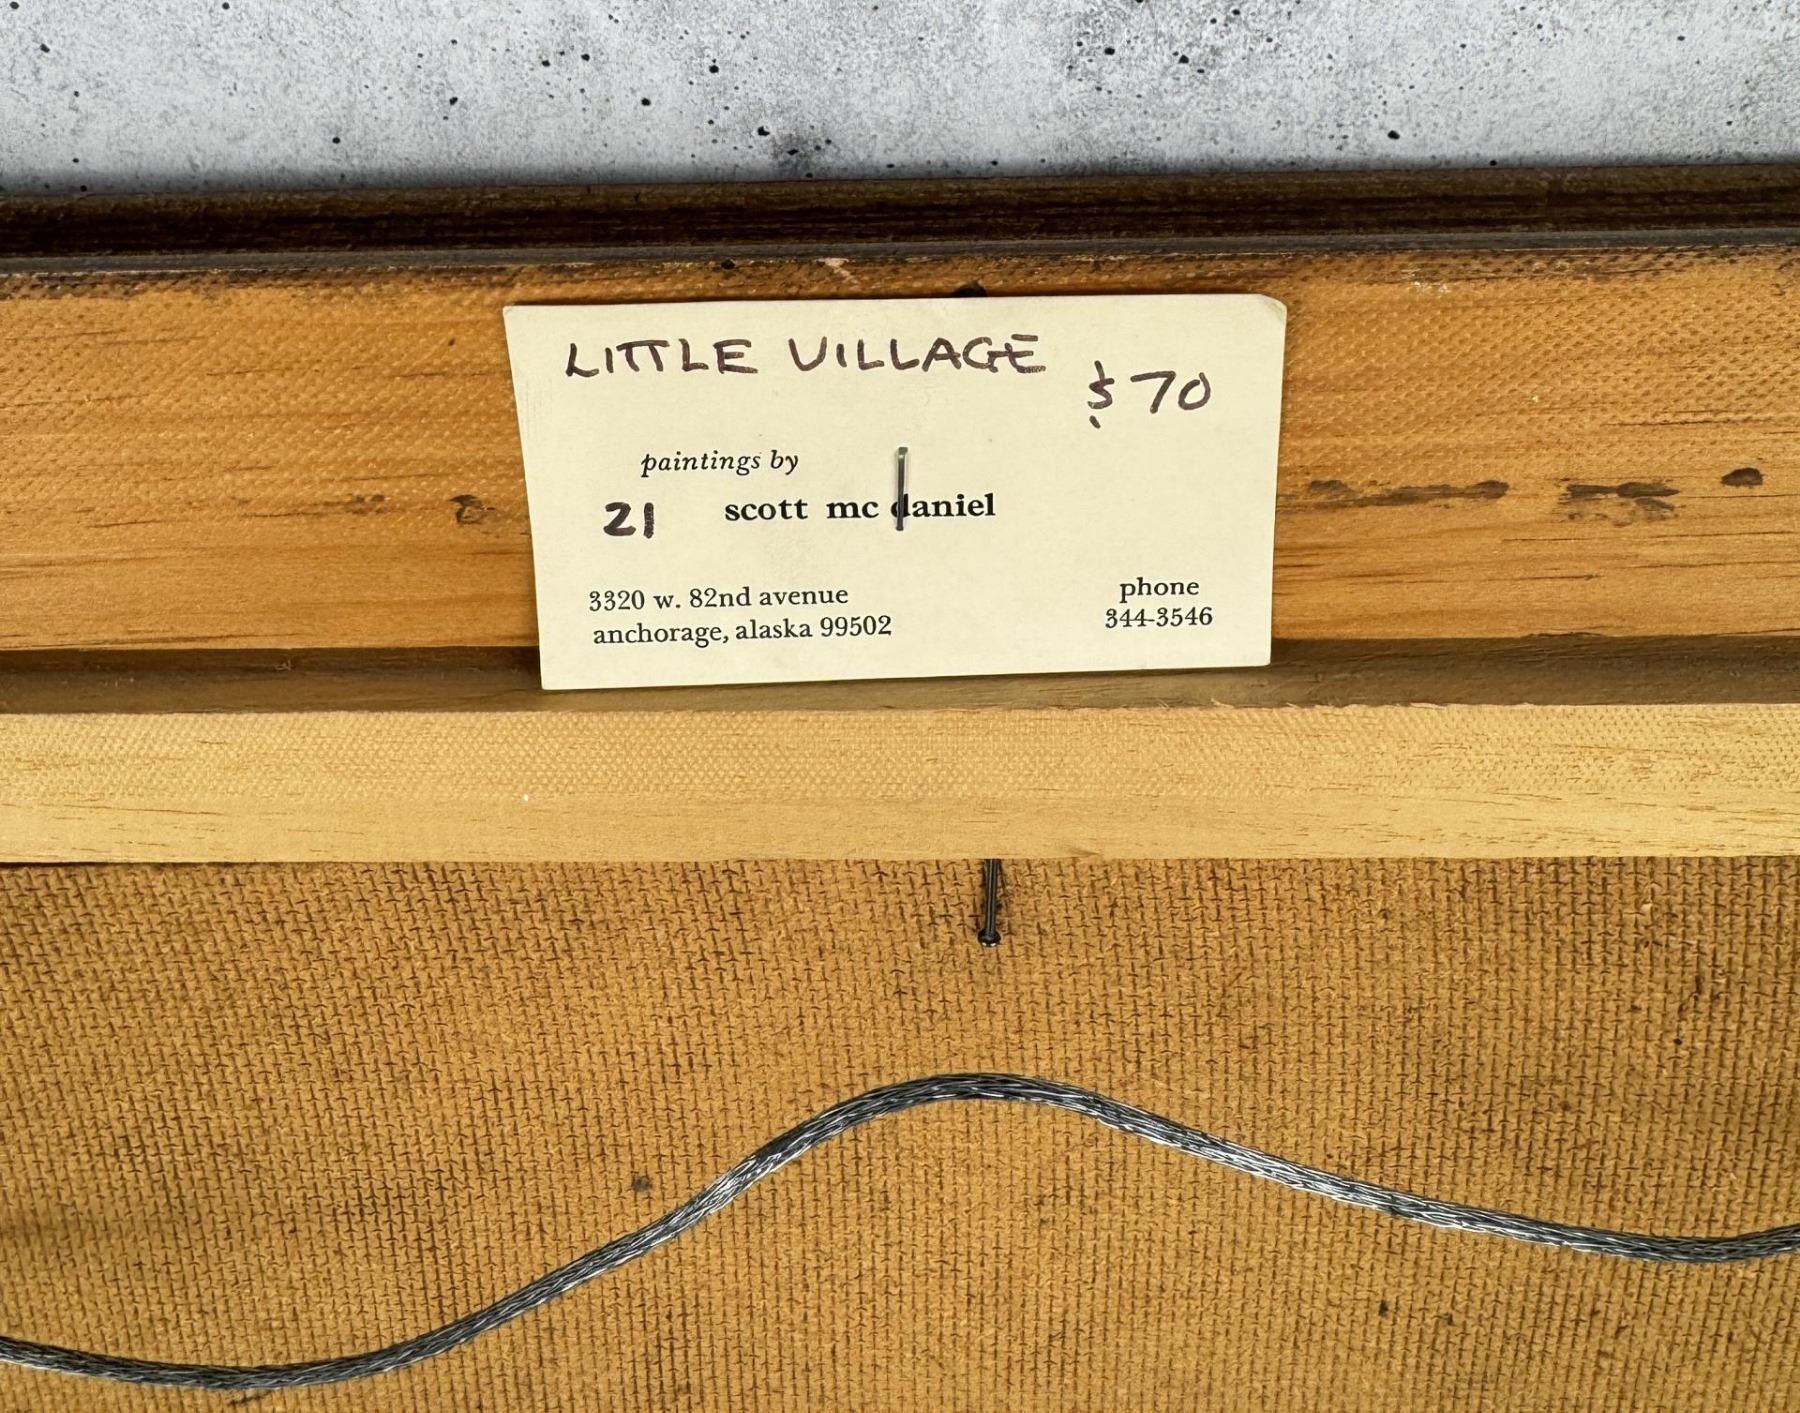 LITTLE VILLAGE
$70
paintings by
21 scott mc daniel
3320 w. 82nd avenue
anchorage, alaska 99502
phone
344-3546